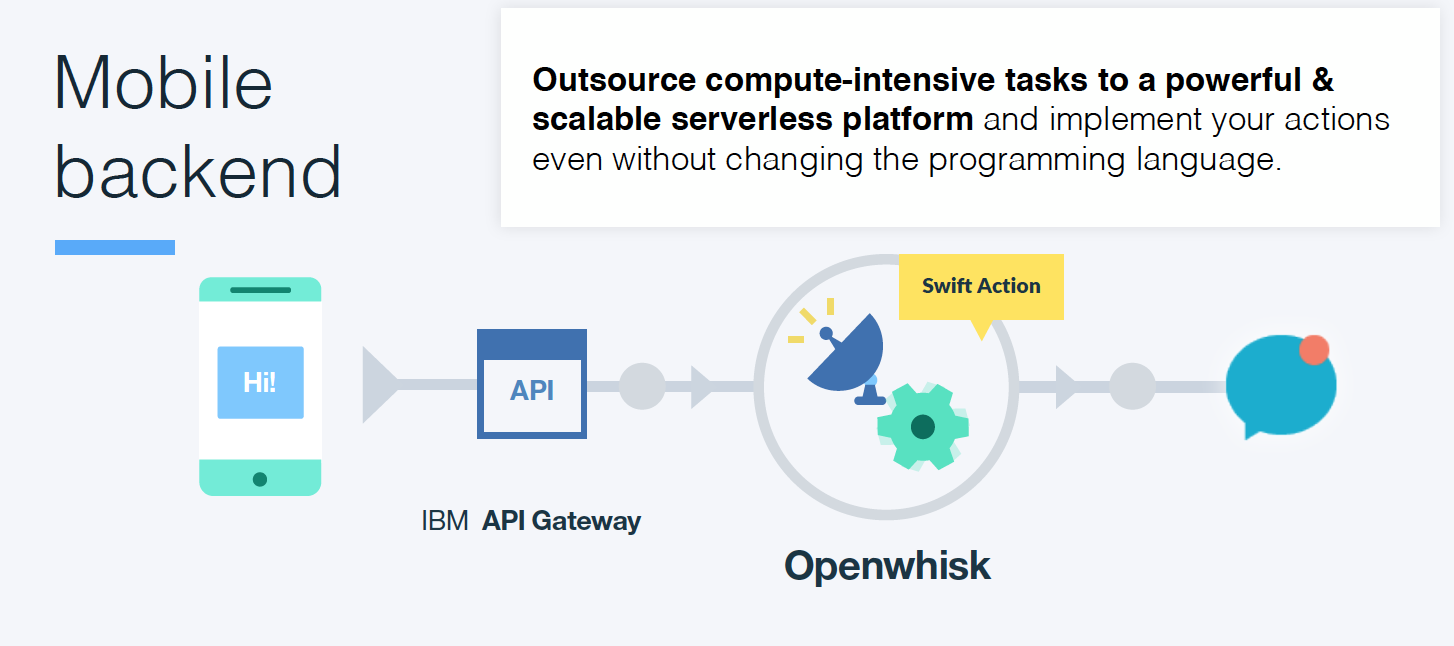 Mobile
backend
Outsource compute-intensive tasks to a powerful &
scalable serverless platform and implement your actions
even without changing the programming language.
Swift Action
Hi!
API
IBM API Gateway
Openwhisk